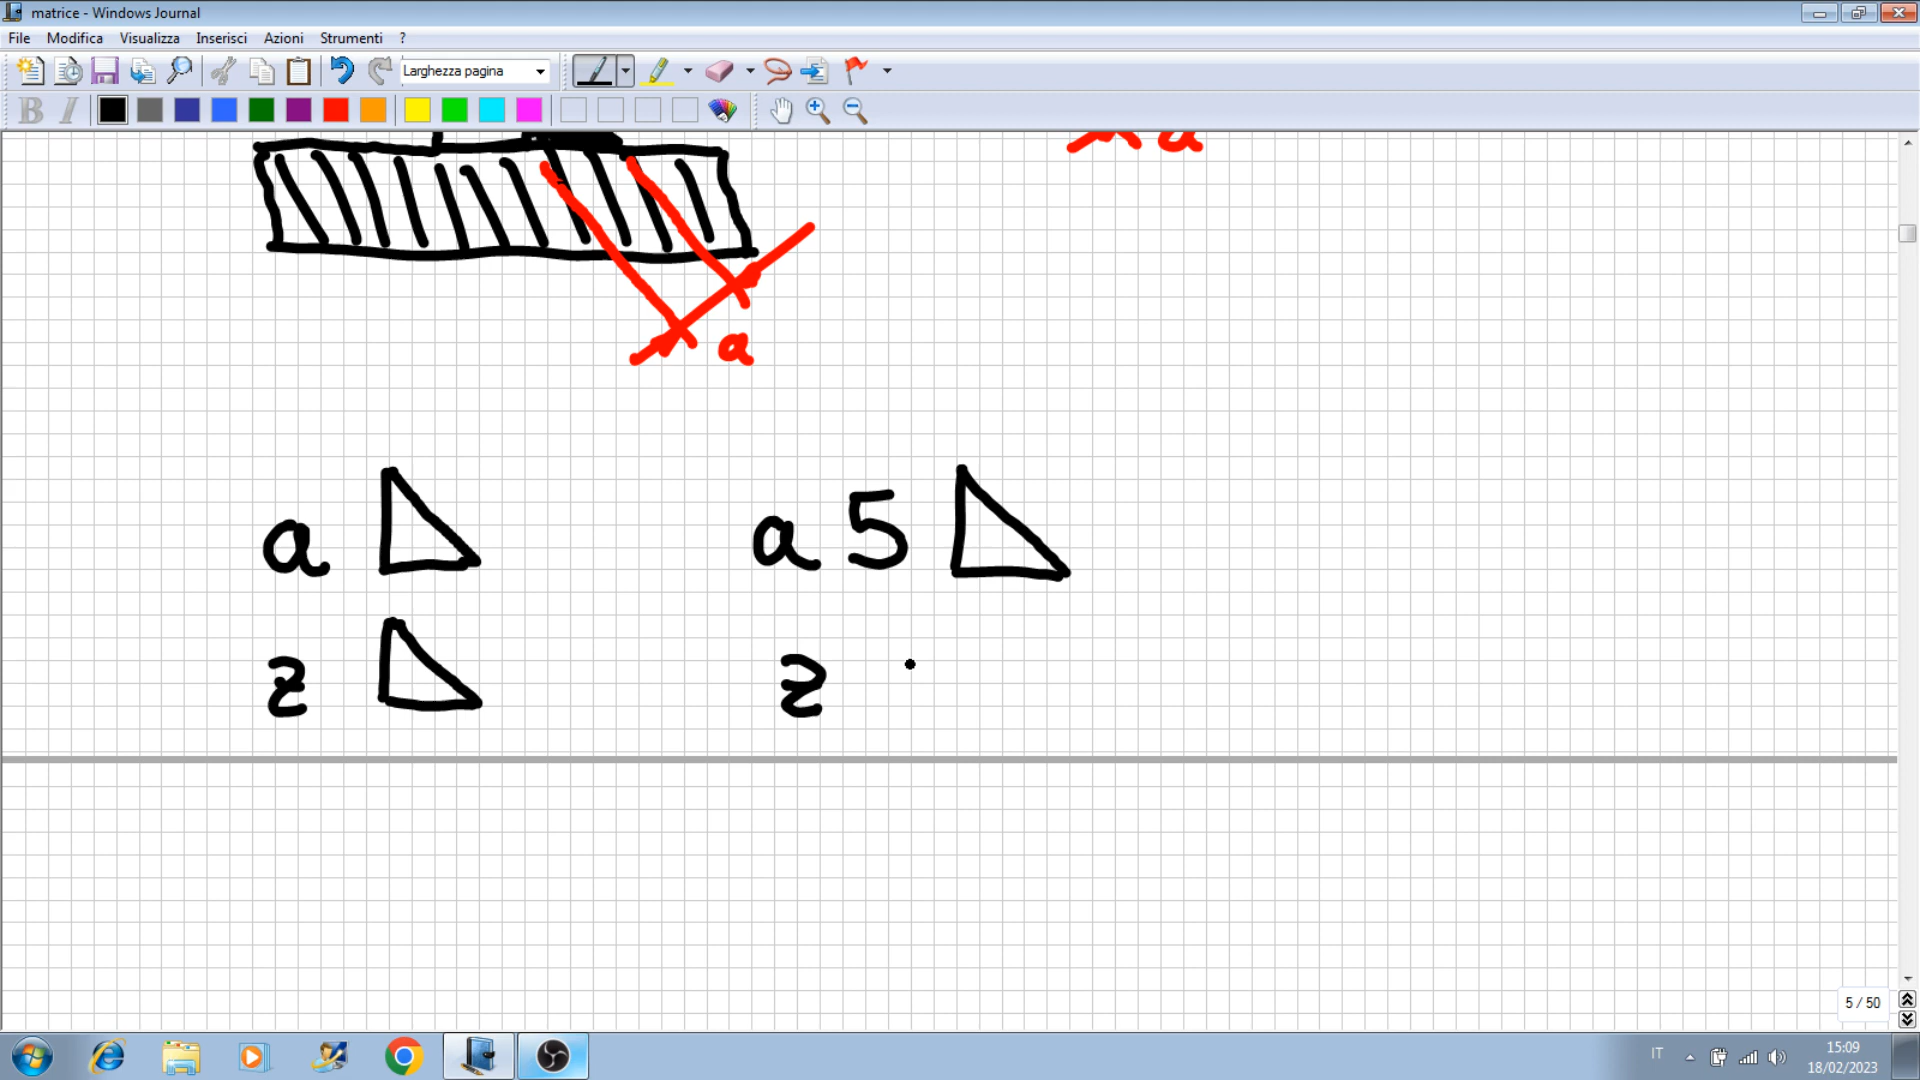 matrice - Windows Journal
File Modifica Visualizza Inserisci Azioni Strumenti ?
Larghezza pagina
B I
a
a
a a 5
z z
5 / 50
IT 15:09
18/02/2023